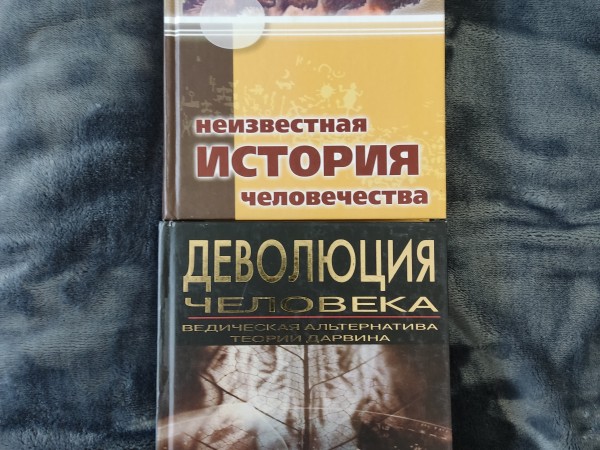 неизвестная
ИСТОРИЯ
человечества
ДЕВОЛЮЦИЯ
ЧЕЛОВЕКА
ВЕДИЧЕСКАЯ АЛЬТЕРНАТИВА
ТЕОРИИ ДАРВИНА